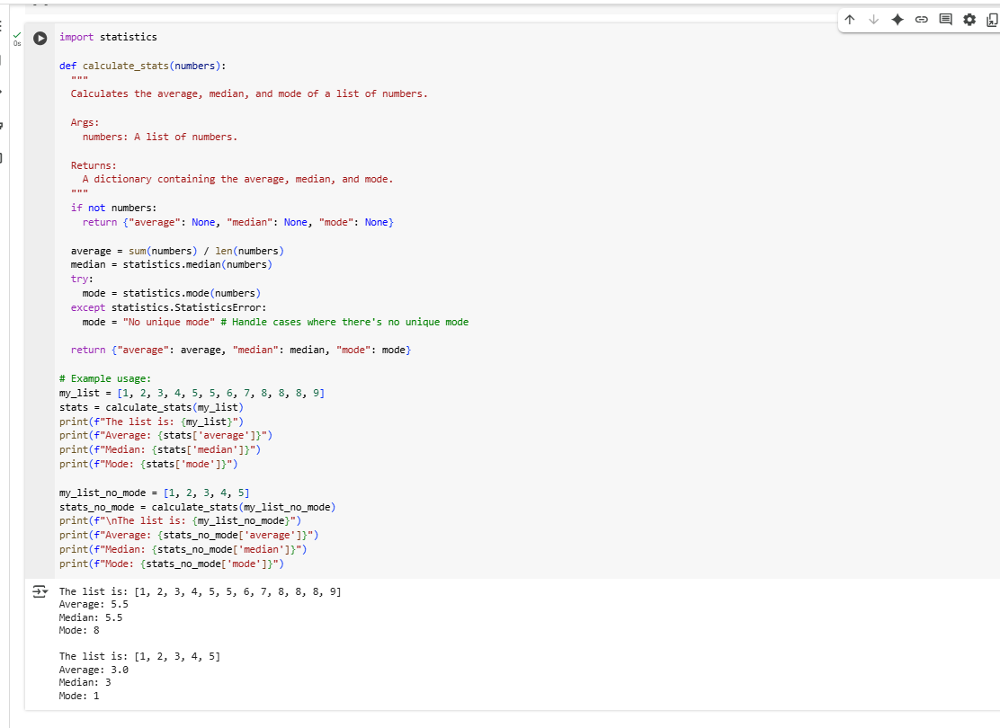 0s
import statistics
def calculate_stats(numbers):
"""
Calculates the average, median, and mode of a list of numbers.
Args:
numbers: A list of numbers.
Returns:
A dictionary containing the average, median, and mode.
"""
if not numbers:
return {"average": None, "median": None, "mode": None}
average = sum(numbers) / len(numbers)
median = statistics.median(numbers)
try:
mode = statistics.mode(numbers)
except statistics.StatisticsError:
mode = "No unique mode" # Handle cases where there's no unique mode
return {"average": average, "median": median, "mode": mode}
# Example usage:
my_list = [1, 2, 3, 4, 5, 5, 6, 7, 8, 8, 8, 9]
stats = calculate_stats(my_list)
print(f"The list is: {my_list}")
print(f"Average: {stats['average']}")
print(f"Median: {stats['median']}")
print(f"Mode: {stats['mode']}")
my_list_no_mode = [1, 2, 3, 4, 5]
stats_no_mode = calculate_stats(my_list_no_mode)
print(f"\nThe list is: {my_list_no_mode}")
print(f"Average: {stats_no_mode['average']}")
print(f"Median: {stats_no_mode['median']}")
print(f"Mode: {stats_no_mode['mode']}")
The list is: [1, 2, 3, 4, 5, 5, 6, 7, 8, 8, 8, 9]
Average: 5.5
Median: 5.5
Mode: 8
The list is: [1, 2, 3, 4, 5]
Average: 3.0
Median: 3
Mode: 1